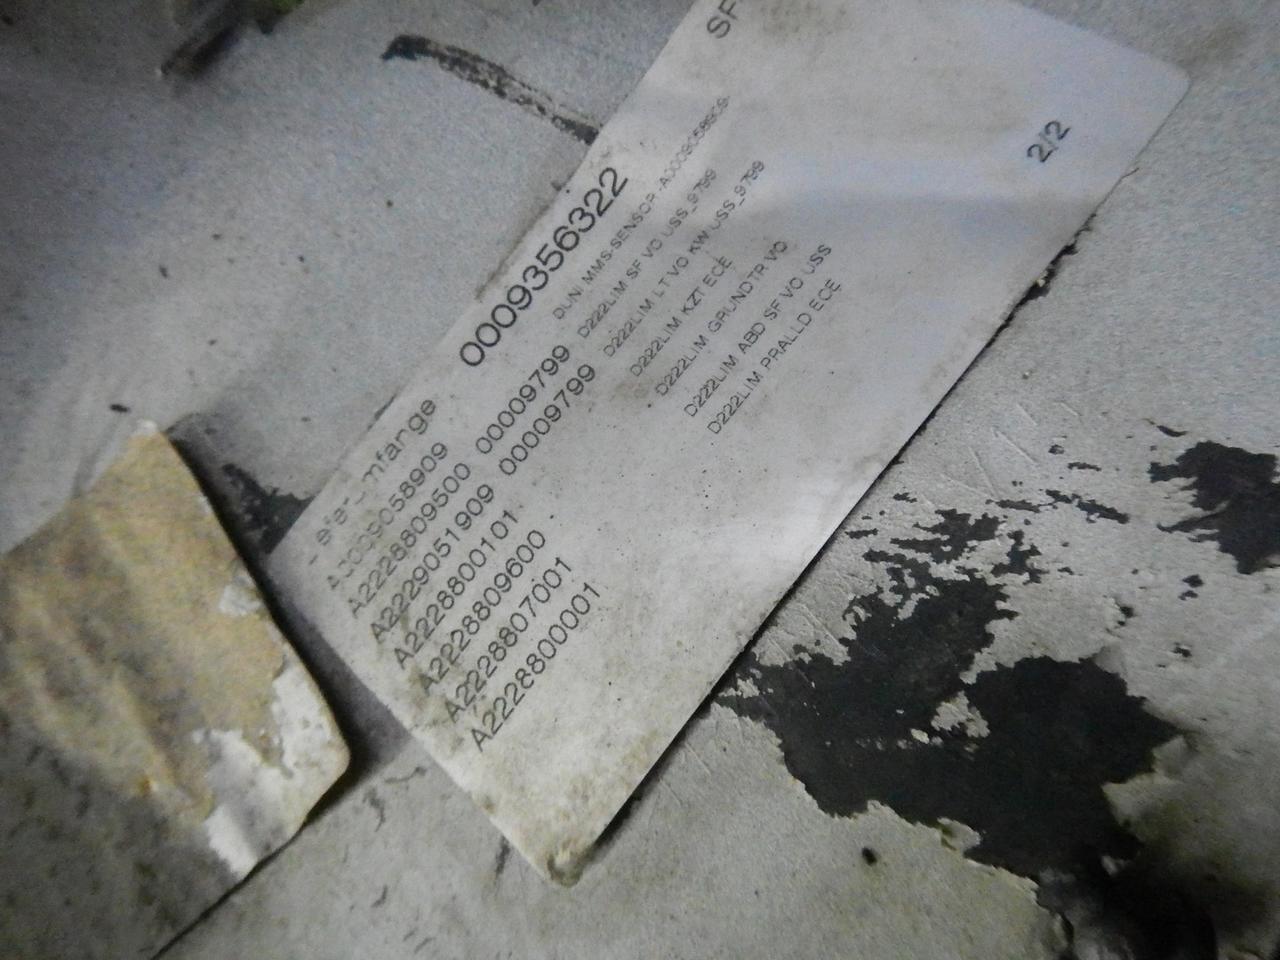 SF
2/2
0009356322
A0009058909 DUNI MMS-SENSOR -A0009058909-
A2228809500 00009799 D222LIM SF VO USS_9799
A2229051909 00009799 D222LIM LT VO KW USS_9799
A2228800101 D222LIM KZT ECE
A2228809600 D222LIM GRUNDTR VO
A2228807001 D222LIM ABD SF VO USS
A2228800001 D222LIM PRALLD ECE